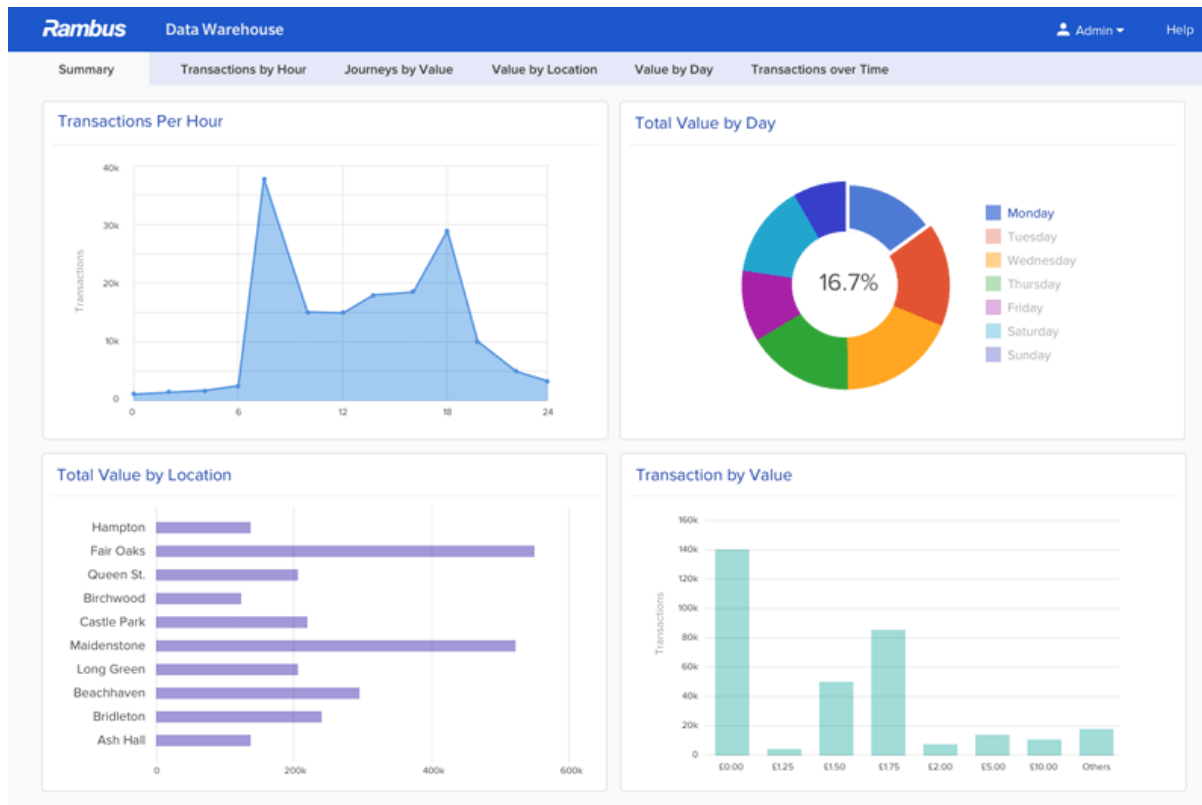 Rambus Data Warehouse Admin Help
Summary Transactions by Hour Journeys by Value Value by Location Value by Day Transactions over Time
Transactions Per Hour
40k
30k
20k
10k
0
Transactions
0 6 12 18 24
Total Value by Day
16.7%
Monday
Tuesday
Wednesday
Thursday
Friday
Saturday
Sunday
Total Value by Location
Hampton
Fair Oaks
Queen St.
Birchwood
Castle Park
Maidenstone
Long Green
Beachhaven
Bridleton
Ash Hall
0 200k 400k 600k
Transaction by Value
160k
140k
120k
100k
80k
60k
40k
20k
0
Transactions
£0.00 £1.25 £1.50 £1.75 £2.00 £5.00 £10.00 Others